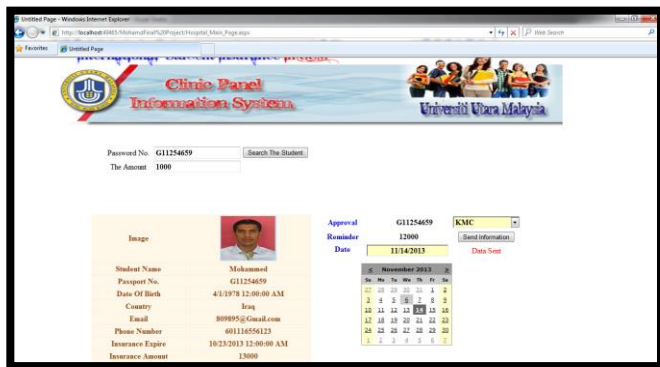 Untitled Page - Windows Internet Explorer
http://localhost:49465/MohamdFinal%20Project/Hospital_Main_Page.aspx
Web Search
Favorites
Untitled Page
Clinic Panel
Information System
Universiti Utara Malaysia
Password No. G11254659 Search The Student
The Amount 1000
Image
Student Name Mohammed
Passport No. G11254659
Date Of Birth 4/1/1978 12:00:00 AM
Country Iraq
Email 809895@Gmail.com
Phone Number 601116556123
Insurance Expire 10/23/2013 12:00:00 AM
Insurance Amount 13000
Approval G11254659 KMC
Reminder 12000 Send Information
Date 11/14/2013 Data Sent
< November 2013 >
Su Mo Tu We Th Fr Sa
27 28 29 30 31 1 2
3 4 5 6 7 8 9
10 11 12 13 14 15 16
17 18 19 20 21 22 23
24 25 26 27 28 29 30
1 2 3 4 5 6 7